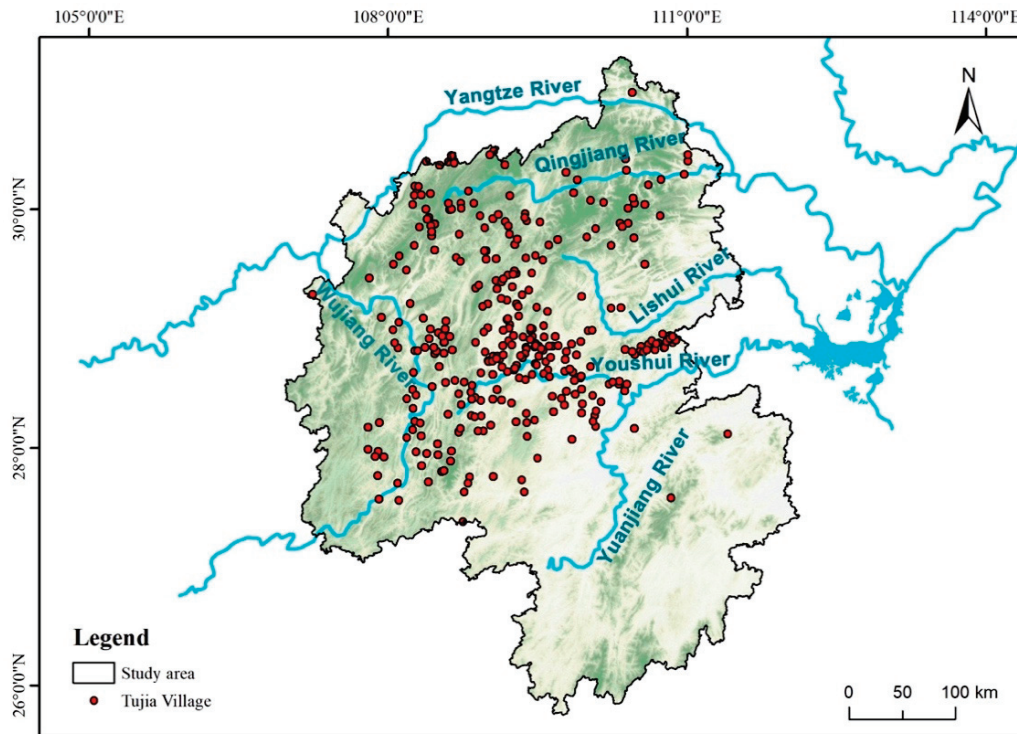 105°0'0"E
108°0'0"E
111°0'0"E
114°0'0"E
N
Yangtze River
Qingjiang River
30°0'0"N
Lishui River
Wujiang River
Youshui River
28°0'0"N
Yuanjiang River
Legend
Study area
Tujia Village
26°0'0"N
0 50 100 km